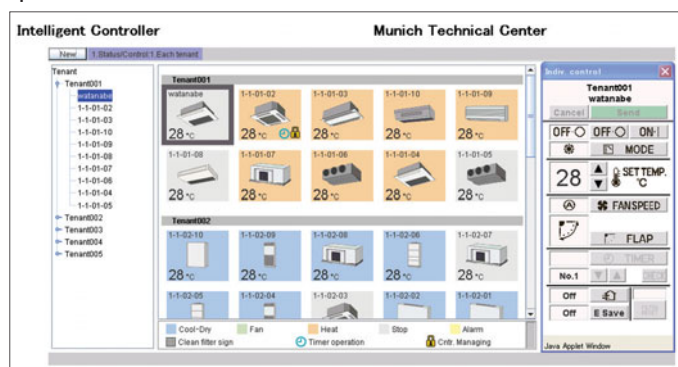 Intelligent Controller
Munich Technical Center
New
1.Status/Control:1.Each tenant
Tenant
Tenant001
watanabe
1-1-01-02
1-1-01-03
1-1-01-10
1-1-01-09
1-1-01-08
1-1-01-07
1-1-01-06
1-1-01-04
1-1-01-05
Tenant002
Tenant003
Tenant004
Tenant005
Tenant001
watanabe 1-1-01-02 1-1-01-03 1-1-01-10 1-1-01-09
28 °C 28 °C 28 °C 28 °C 28 °C
1-1-01-08 1-1-01-07 1-1-01-06 1-1-01-04 1-1-01-05
28 °C 28 °C 28 °C 28 °C 28 °C
Tenant002
1-1-02-10 1-1-02-09 1-1-02-08 1-1-02-06 1-1-02-07
28 °C 28 °C 28 °C 28 °C 28 °C
1-1-02-05 1-1-02-04 1-1-02-03 1-1-02-02 1-1-02-01
Cool-Dry Fan Heat Stop Alarm
Clean filter sign Timer operation Cntr. Managing
Indiv. control
Tenant001
watanabe
Cancel Send
OFF OFF ON
MODE
28 SET TEMP. °C
FANSPEED
FLAP
TIMER
No.1
Off
Off E Save
Java Applet Window